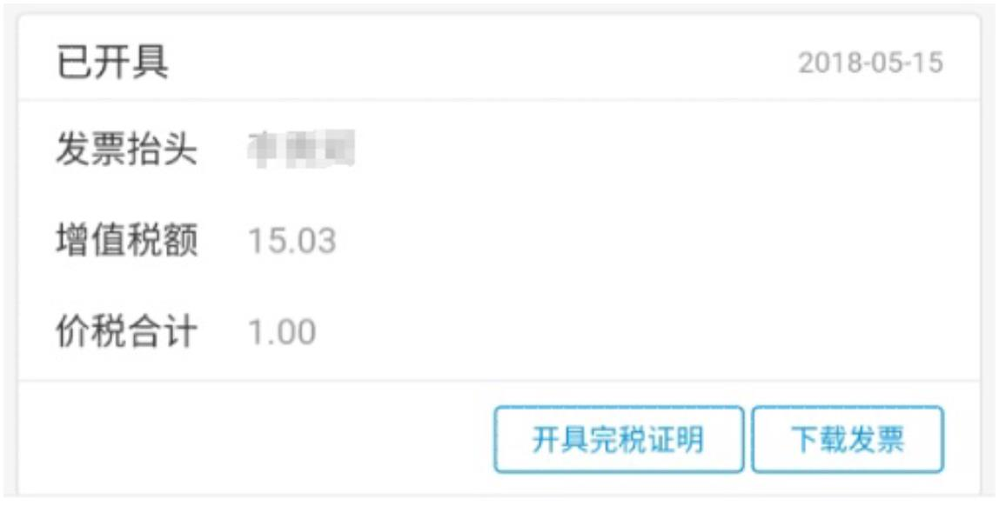 已开具 2018-05-15
发票抬头
增值税额 15.03
价税合计 1.00
开具完税证明 下载发票